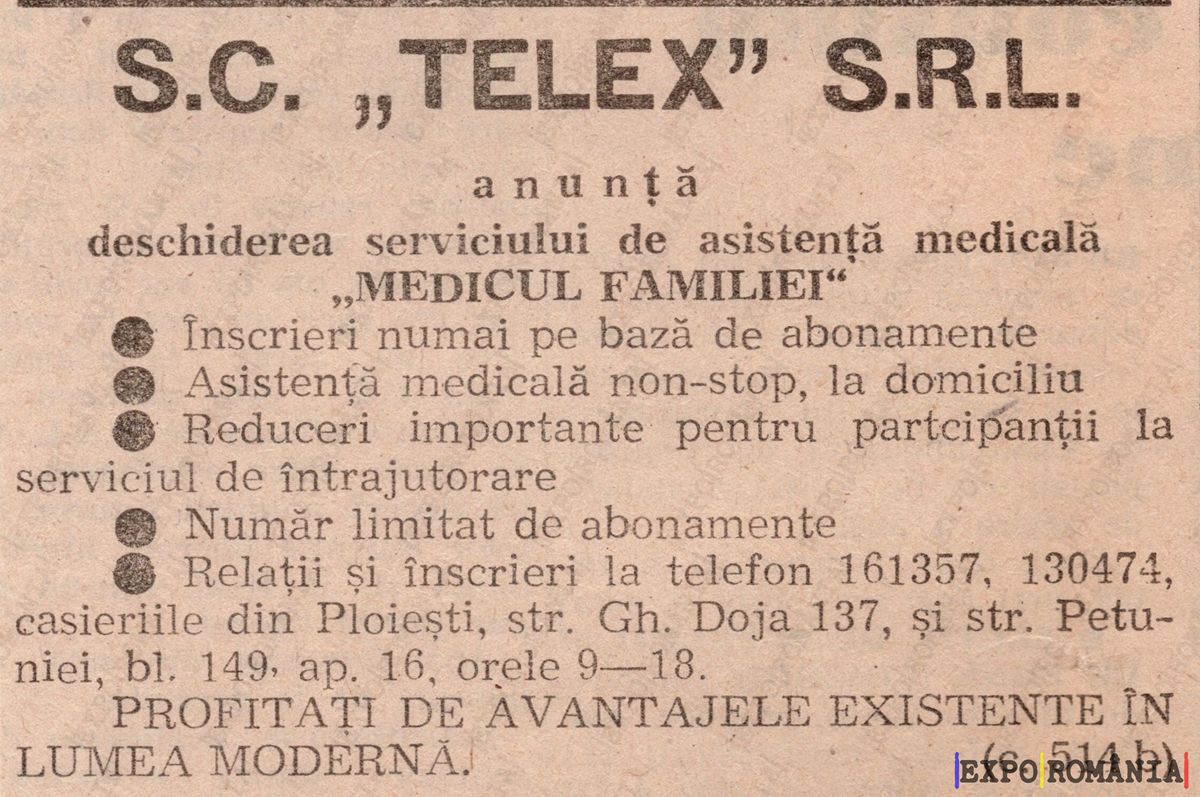 S.C. „TELEX” S.R.L.
anunță
deschiderea serviciului de asistență medicală
„MEDICUL FAMILIEI“
● Înscrieri numai pe bază de abonamente
● Asistență medicală non-stop, la domiciliu
● Reduceri importante pentru partcipanții la
serviciul de întrajutorare
● Număr limitat de abonamente
● Relații și înscrieri la telefon 161357, 130474,
casieriile din Ploiești, str. Gh. Doja 137, și str. Petu-
niei, bl. 149, ap. 16, orele 9—18.
PROFITAȚI DE AVANTAJELE EXISTENTE ÎN
LUMEA MODERNĂ. (c. 514 b)
EXPO ROMÂNIA